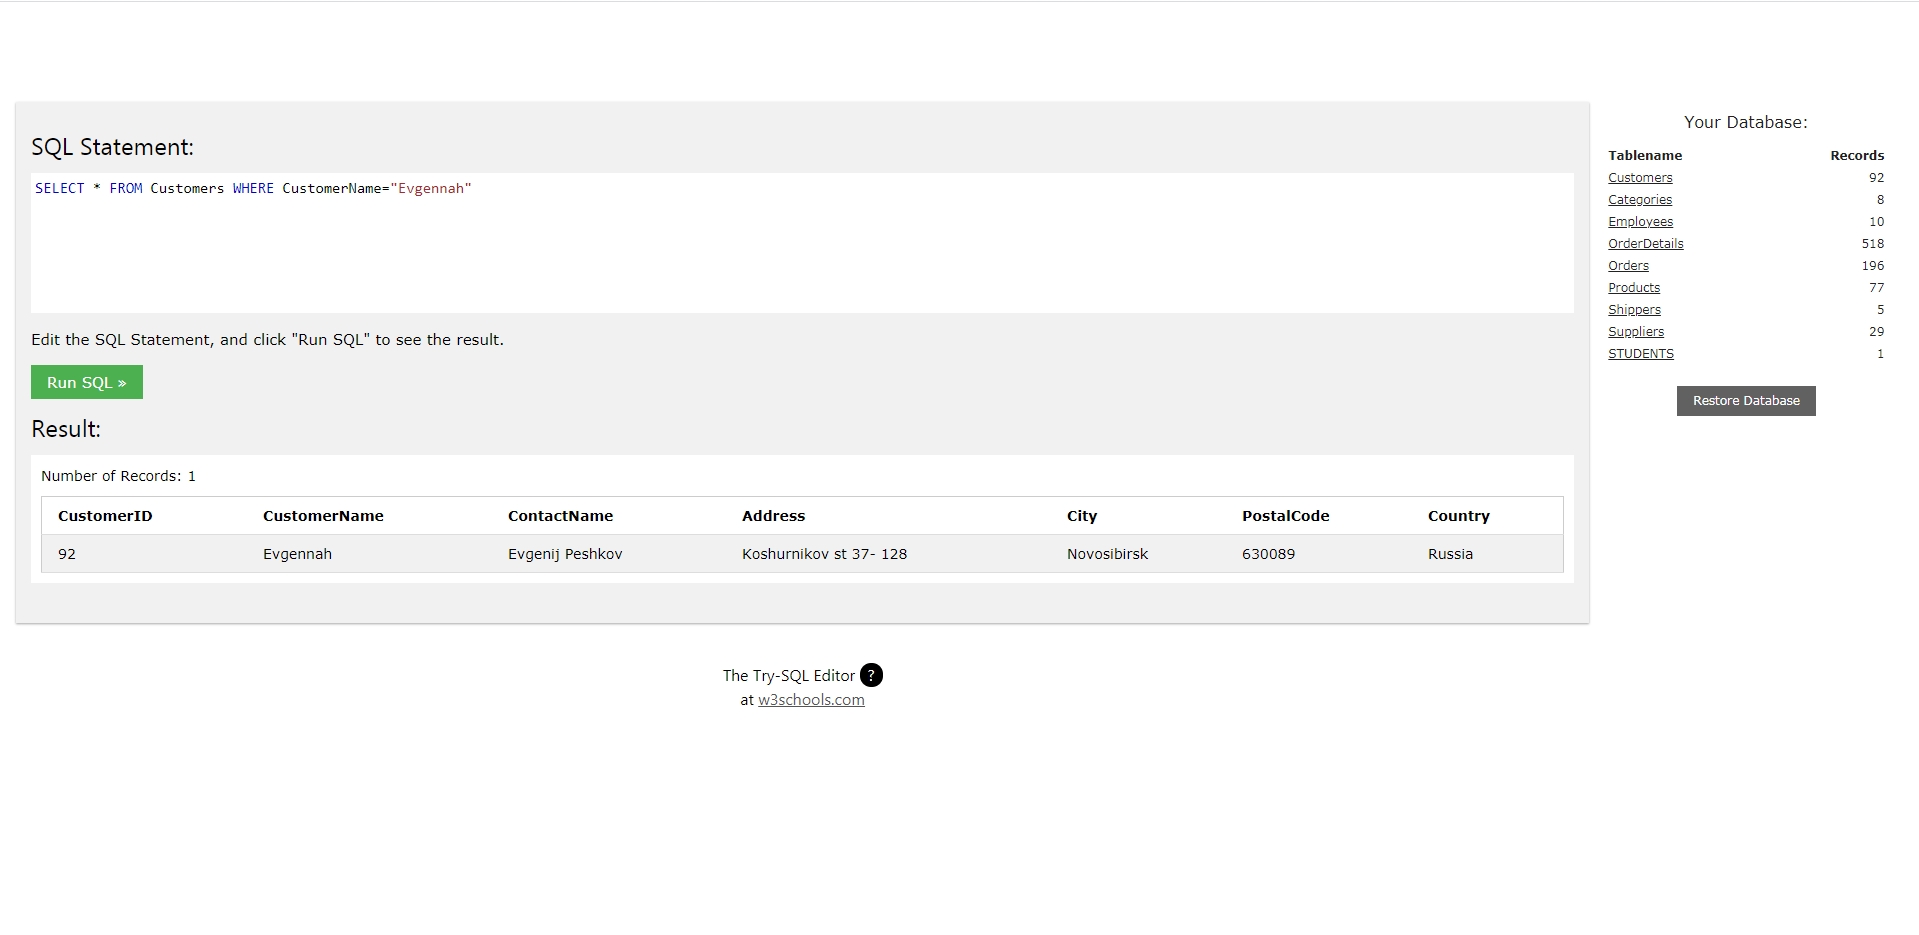 SQL Statement:
SELECT * FROM Customers WHERE CustomerName="Evgennah"
Edit the SQL Statement, and click "Run SQL" to see the result.
Run SQL »
Result:
Number of Records: 1
CustomerID CustomerName ContactName Address City PostalCode Country
92 Evgennah Evgenij Peshkov Koshurnikov st 37- 128 Novosibirsk 630089 Russia
The Try-SQL Editor ?
at w3schools.com
Your Database:
Tablename Records
Customers 92
Categories 8
Employees 10
OrderDetails 518
Orders 196
Products 77
Shippers 5
Suppliers 29
STUDENTS 1
Restore Database